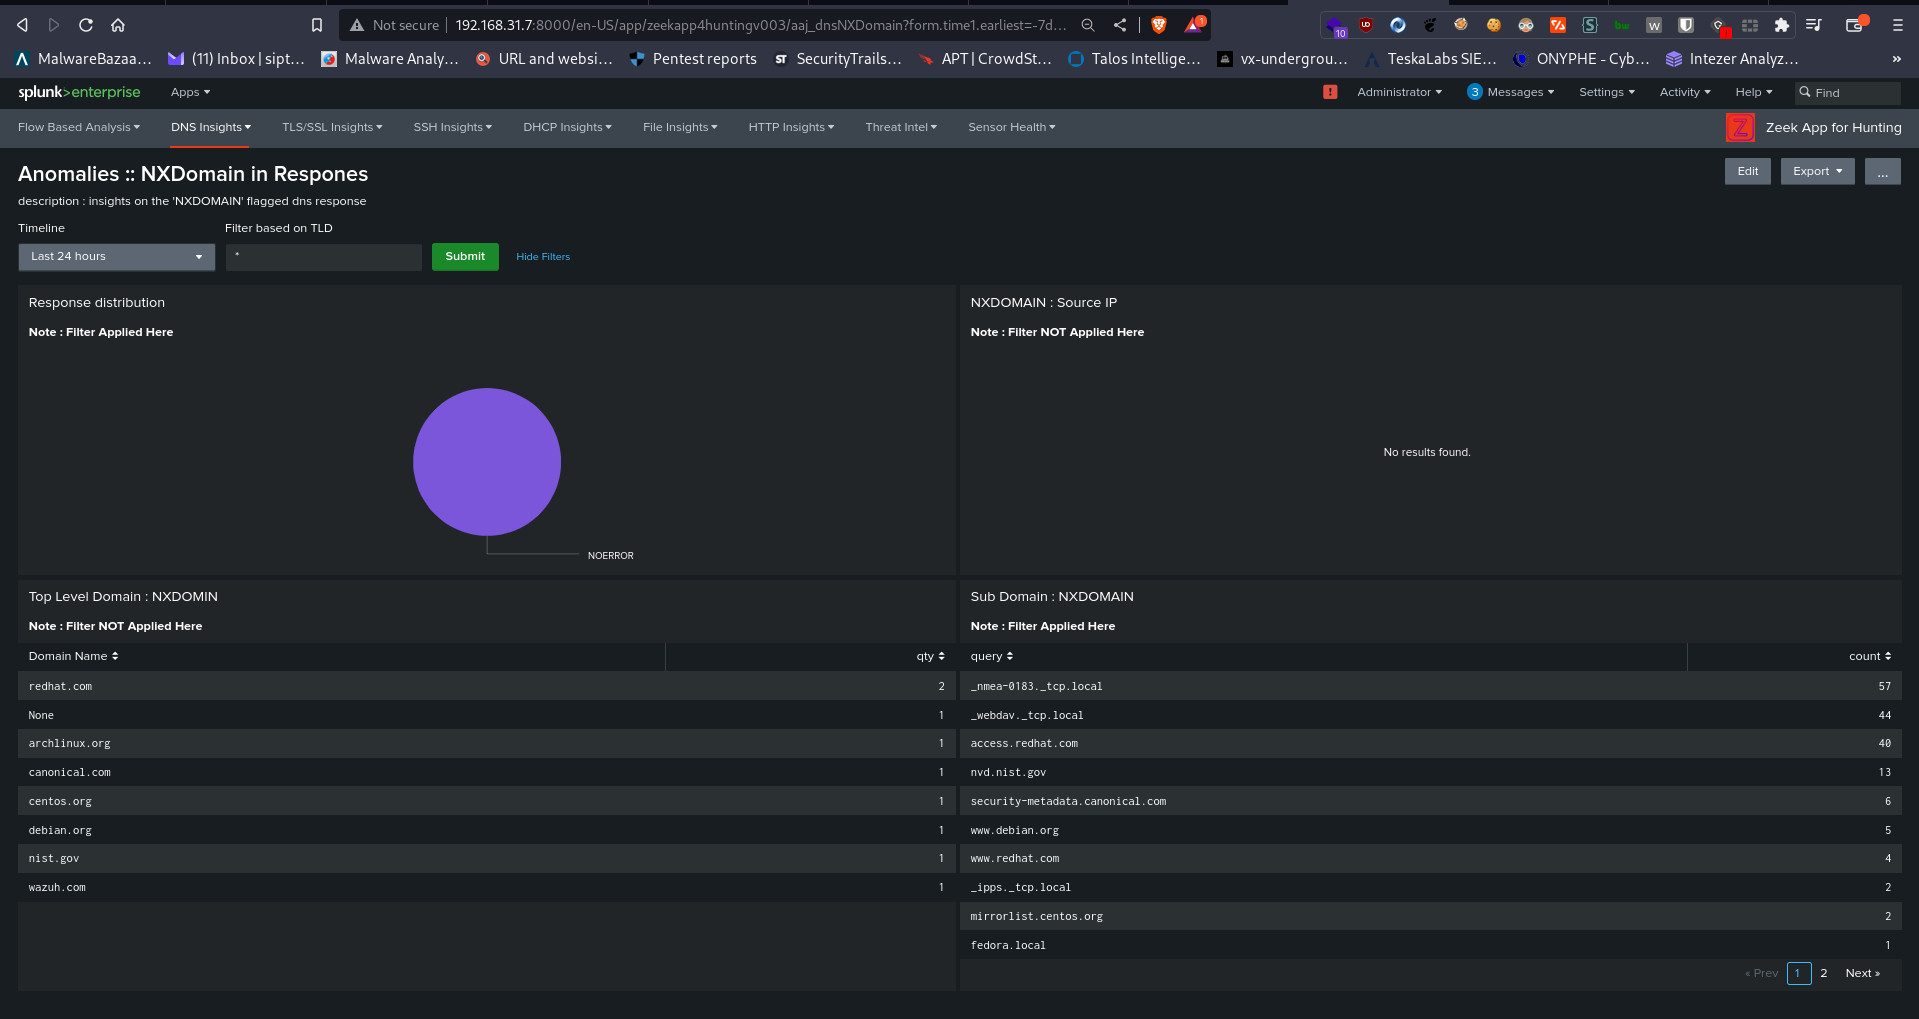 Not secure 192.168.31.7:8000/en-US/app/zeekapp4huntingv003/aaj_dnsNXDomain?form.time1.earliest=-7d... 1 10
MalwareBazaa... (11) Inbox | sipt... Malware Analy... URL and websi... Pentest reports ST SecurityTrails... APT | CrowdSt... Talos Intellige... vx-undergrou... TeskaLabs SIE... ONYPHE - Cyb... Intezer Analyz... »
splunk>enterprise Apps ! Administrator 3 Messages Settings Activity Help Find
Flow Based Analysis DNS Insights TLS/SSL Insights SSH Insights DHCP Insights File Insights HTTP Insights Threat Intel Sensor Health Z Zeek App for Hunting
Anomalies :: NXDomain in Respones Edit Export ...
description : insights on the 'NXDOMAIN' flagged dns response
Timeline Filter based on TLD
Last 24 hours * Submit Hide Filters
Response distribution
Note : Filter Applied Here
NOERROR
NXDOMAIN : Source IP
Note : Filter NOT Applied Here
No results found.
Top Level Domain : NXDOMIN
Note : Filter NOT Applied Here
Domain Name qty
redhat.com 2
None 1
archlinux.org 1
canonical.com 1
centos.org 1
debian.org 1
nist.gov 1
wazuh.com 1
Sub Domain : NXDOMAIN
Note : Filter Applied Here
query count
_nmea-0183._tcp.local 57
_webdav._tcp.local 44
access.redhat.com 40
nvd.nist.gov 13
security-metadata.canonical.com 6
www.debian.org 5
www.redhat.com 4
_ipps._tcp.local 2
mirrorlist.centos.org 2
fedora.local 1
« Prev 1 2 Next »